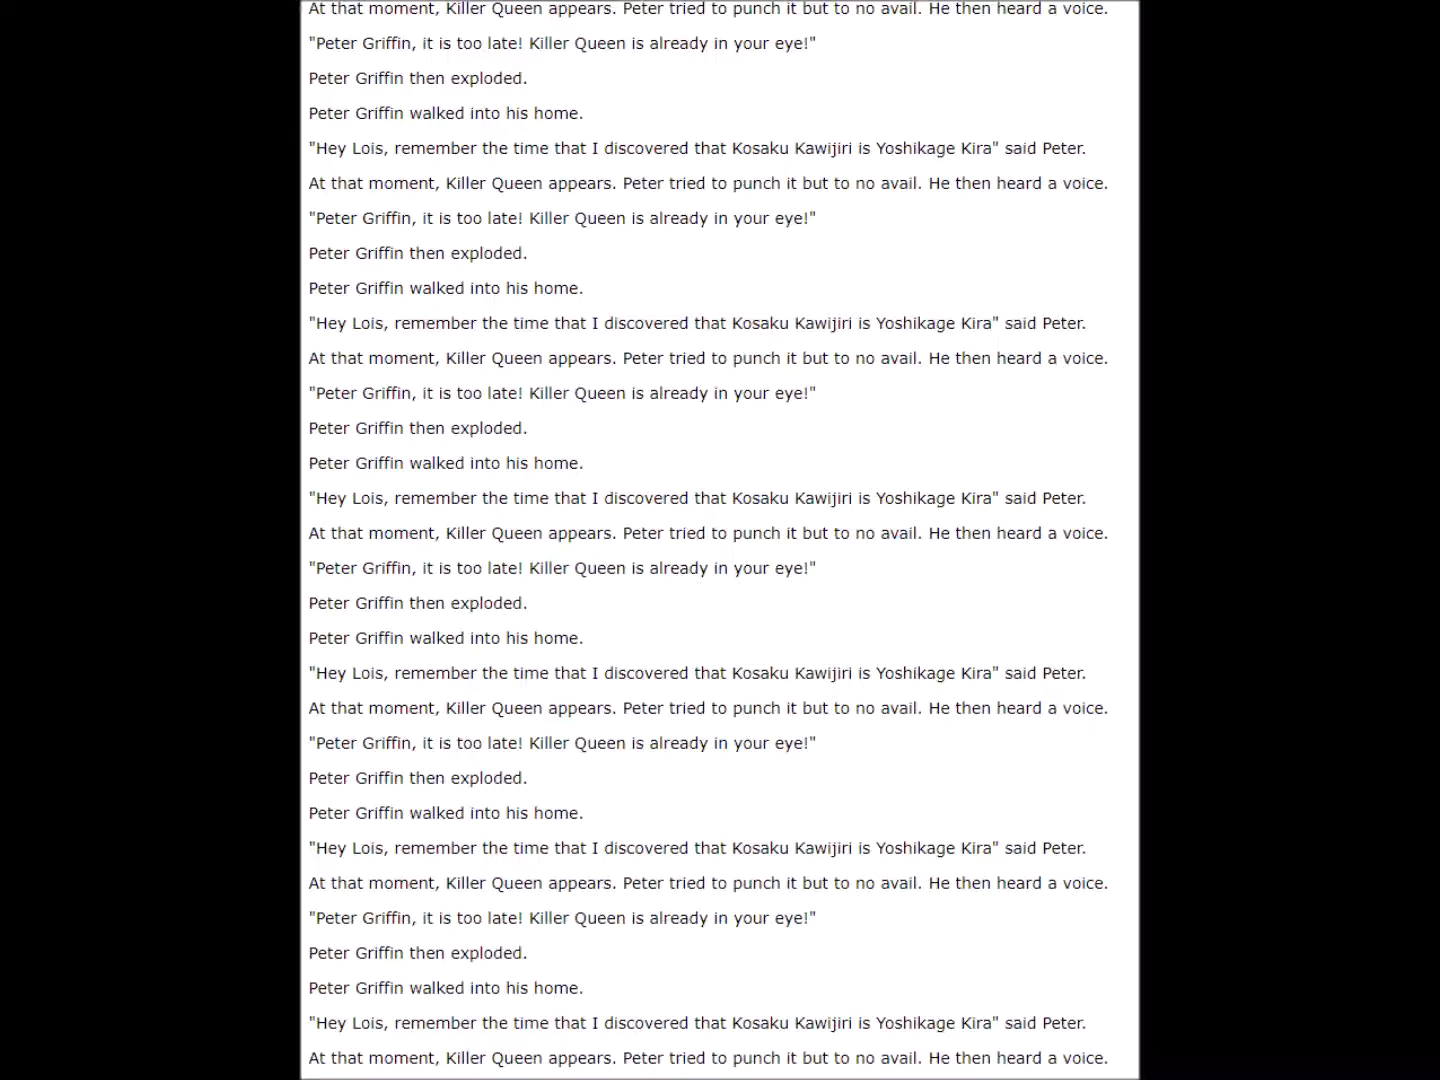 At that moment, Killer Queen appears. Peter tried to punch it but to no avail. He then heard a voice.
"Peter Griffin, it is too late! Killer Queen is already in your eye!"
Peter Griffin then exploded.
Peter Griffin walked into his home.
"Hey Lois, remember the time that I discovered that Kosaku Kawijiri is Yoshikage Kira" said Peter.
At that moment, Killer Queen appears. Peter tried to punch it but to no avail. He then heard a voice.
"Peter Griffin, it is too late! Killer Queen is already in your eye!"
Peter Griffin then exploded.
Peter Griffin walked into his home.
"Hey Lois, remember the time that I discovered that Kosaku Kawijiri is Yoshikage Kira" said Peter.
At that moment, Killer Queen appears. Peter tried to punch it but to no avail. He then heard a voice.
"Peter Griffin, it is too late! Killer Queen is already in your eye!"
Peter Griffin then exploded.
Peter Griffin walked into his home.
"Hey Lois, remember the time that I discovered that Kosaku Kawijiri is Yoshikage Kira" said Peter.
At that moment, Killer Queen appears. Peter tried to punch it but to no avail. He then heard a voice.
"Peter Griffin, it is too late! Killer Queen is already in your eye!"
Peter Griffin then exploded.
Peter Griffin walked into his home.
"Hey Lois, remember the time that I discovered that Kosaku Kawijiri is Yoshikage Kira" said Peter.
At that moment, Killer Queen appears. Peter tried to punch it but to no avail. He then heard a voice.
"Peter Griffin, it is too late! Killer Queen is already in your eye!"
Peter Griffin then exploded.
Peter Griffin walked into his home.
"Hey Lois, remember the time that I discovered that Kosaku Kawijiri is Yoshikage Kira" said Peter.
At that moment, Killer Queen appears. Peter tried to punch it but to no avail. He then heard a voice.
"Peter Griffin, it is too late! Killer Queen is already in your eye!"
Peter Griffin then exploded.
Peter Griffin walked into his home.
"Hey Lois, remember the time that I discovered that Kosaku Kawijiri is Yoshikage Kira" said Peter.
At that moment, Killer Queen appears. Peter tried to punch it but to no avail. He then heard a voice.